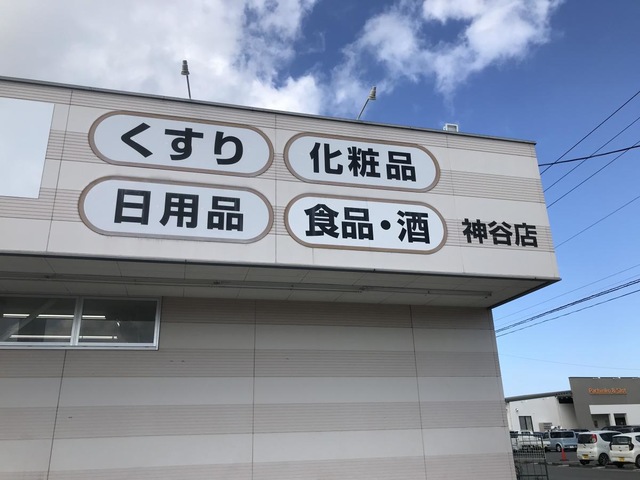 くすり
化粧品
日用品
食品・酒
神谷店